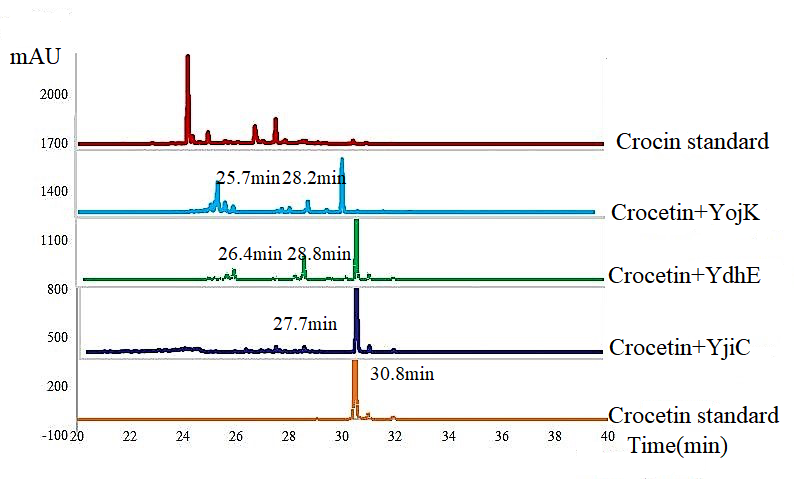 mAU
2000
1700
Crocin standard
25.7min 28.2min
1400
Crocetin+YojK
1100
26.4min 28.8min
Crocetin+YdhE
800
27.7min
500
Crocetin+YjiC
30.8min
200
Crocetin standard
-100 20 22 24 26 28 30 32 34 36 38 40
Time(min)